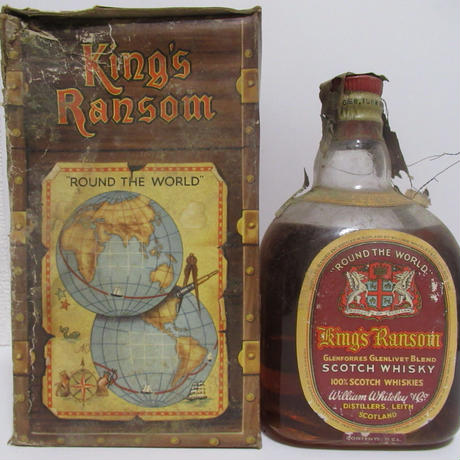 King's
Ransom
"ROUND THE WORLD"
"ROUND THE WORLD"
King's Ransom
GLENFORRES GLENLIVET BLEND
SCOTCH WHISKY
100% SCOTCH WHISKIES
William Whiteley & Co
DISTILLERS, LEITH
SCOTLAND
CONTENTS